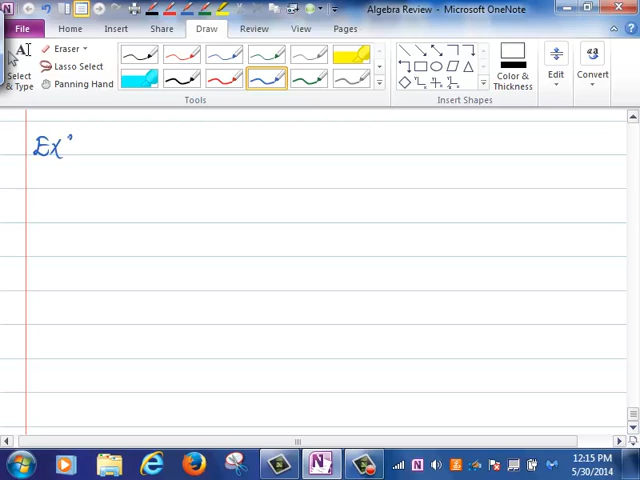 Algebra Review - Microsoft OneNote
File Home Insert Share Draw Review View Pages
Select & Type
Eraser
Lasso Select
Panning Hand
Color & Thickness
Edit
Convert
Tools
Insert Shapes
Ex
12:15 PM
5/30/2014